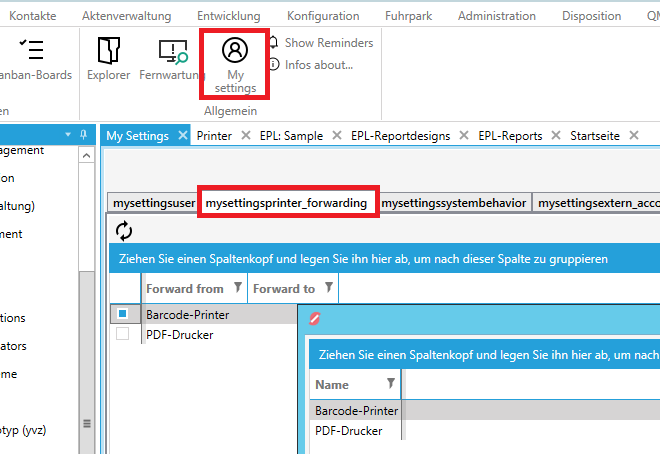 Kontakte Aktenverwaltung Entwicklung Konfiguration Fuhrpark Administration Disposition QM
anban-Boards Explorer Fernwartung My settings Show Reminders
Infos about...
en Allgemein
My Settings Printer EPL: Sample EPL-Reportdesigns EPL-Reports Startseite
agement
mysettingsuser mysettingsprinter_forwarding mysettingssystembehavior mysettingsextern_acco
on
altung)
ment
Ziehen Sie einen Spaltenkopf und legen Sie ihn hier ab, um nach dieser Spalte zu gruppieren
Forward from Forward to
Barcode-Printer
tions
PDF-Drucker
ators
Ziehen Sie einen Spaltenkopf und legen Sie ihn hier ab, um nach
me
Name
Barcode-Printer
otyp (yvz)
PDF-Drucker